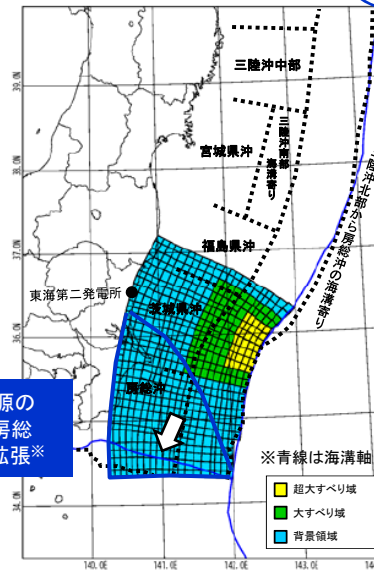 三陸沖中部
39.0N
三陸沖南部
海溝寄り
宮城県沖
38.0N
三陸沖北部から房総沖の海溝寄り
福島県沖
37.0N
東海第二発電所
茨城県沖
36.0N
房総沖
源の
房総
拡張※
※青線は海溝軸
超大すべり域
大すべり域
背景領域
34.0N
140.0E
141.0E
142.0E
143.0E